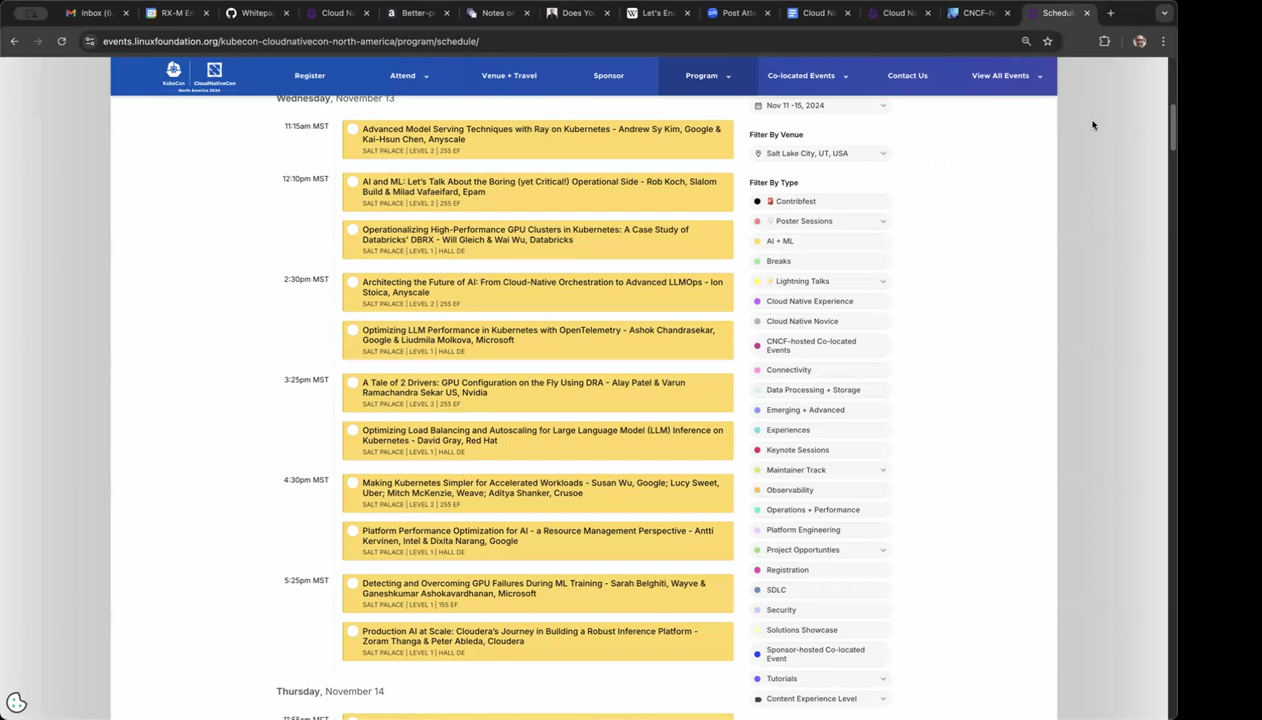 Inbox (6,
RX-M E
Whitepa
Cloud N
Better-p
Notes on
Does Yo
Let's En
Post Att
Cloud N
Cloud Na
CNCF-h
Schedul
events.linuxfoundation.org/kubecon-cloudnativecon-north-america/program/schedule/
KubeCon CloudNativeCon
North America 2024
Register
Attend
Venue + Travel
Sponsor
Program
Co-located Events
Contact Us
View All Events
Wednesday, November 13
11:15am MST
Advanced Model Serving Techniques with Ray on Kubernetes - Andrew Sy Kim, Google &
Kai-Hsun Chen, Anyscale
SALT PALACE | LEVEL 2 | 255 EF
12:10pm MST
AI and ML: Let's Talk About the Boring (yet Critical!) Operational Side - Rob Koch, Slalom
Build & Milad Vafaeifard, Epam
SALT PALACE | LEVEL 2 | 255 EF
Operationalizing High-Performance GPU Clusters in Kubernetes: A Case Study of
Databricks' DBRX - Will Gleich & Wai Wu, Databricks
SALT PALACE | LEVEL 1 | HALL DE
2:30pm MST
Architecting the Future of AI: From Cloud-Native Orchestration to Advanced LLMOps - Ion
Stoica, Anyscale
SALT PALACE | LEVEL 2 | 255 EF
Optimizing LLM Performance in Kubernetes with OpenTelemetry - Ashok Chandrasekar,
Google & Liudmila Molkova, Microsoft
SALT PALACE | LEVEL 1 | HALL DE
3:25pm MST
A Tale of 2 Drivers: GPU Configuration on the Fly Using DRA - Alay Patel & Varun
Ramachandra Sekar US, Nvidia
SALT PALACE | LEVEL 2 | 255 EF
Optimizing Load Balancing and Autoscaling for Large Language Model (LLM) Inference on
Kubernetes - David Gray, Red Hat
SALT PALACE | LEVEL 1 | HALL DE
4:30pm MST
Making Kubernetes Simpler for Accelerated Workloads - Susan Wu, Google; Lucy Sweet,
Uber; Mitch McKenzie, Weave; Aditya Shanker, Crusoe
SALT PALACE | LEVEL 2 | 255 EF
Platform Performance Optimization for AI - a Resource Management Perspective - Antti
Kervinen, Intel & Dixita Narang, Google
SALT PALACE | LEVEL 1 | HALL DE
5:25pm MST
Detecting and Overcoming GPU Failures During ML Training - Sarah Belghiti, Wayve &
Ganeshkumar Ashokavardhanan, Microsoft
SALT PALACE | LEVEL 1 | 155 EF
Production AI at Scale: Cloudera's Journey in Building a Robust Inference Platform -
Zoram Thanga & Peter Ableda, Cloudera
SALT PALACE | LEVEL 1 | HALL DE
Thursday, November 14
11:55am MST
Nov 11 -15, 2024
Filter By Venue
Salt Lake City, UT, USA
Filter By Type
Contribfest
Poster Sessions
AI + ML
Breaks
Lightning Talks
Cloud Native Experience
Cloud Native Novice
CNCF-hosted Co-located
Events
Connectivity
Data Processing + Storage
Emerging + Advanced
Experiences
Keynote Sessions
Maintainer Track
Observability
Operations + Performance
Platform Engineering
Project Opportunties
Registration
SDLC
Security
Solutions Showcase
Sponsor-hosted Co-located
Event
Tutorials
Content Experience Level